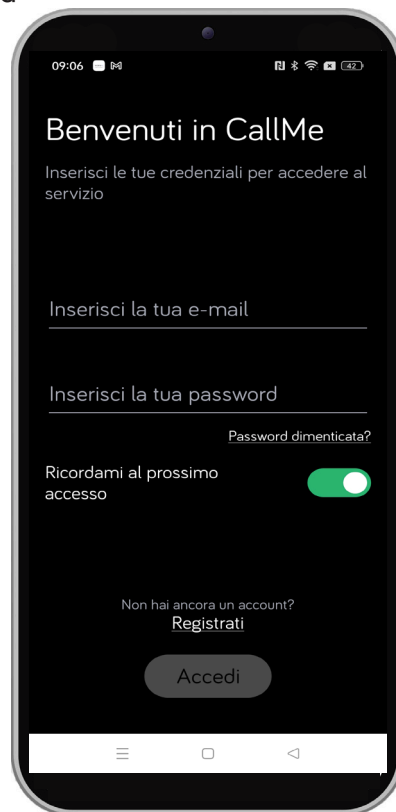 09:06
42
Benvenuti in CallMe
Inserisci le tue credenziali per accedere al
servizio
Inserisci la tua e-mail
Inserisci la tua password
Password dimenticata?
Ricordami al prossimo
accesso
Non hai ancora un account?
Registrati
Accedi